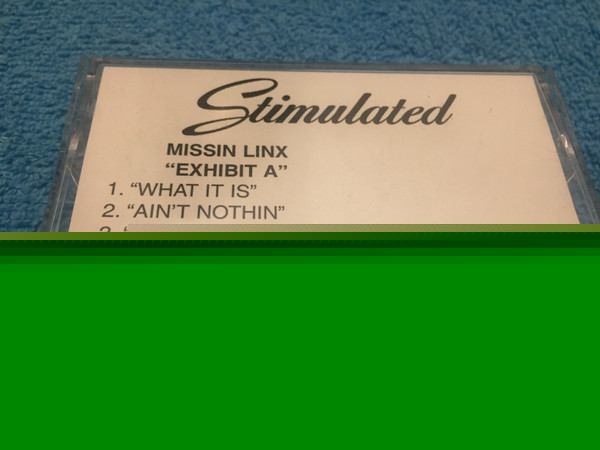 Stimulated
MISSIN LINX
“EXHIBIT A”
1. “WHAT IT IS”
2. “AIN'T NOTHIN”